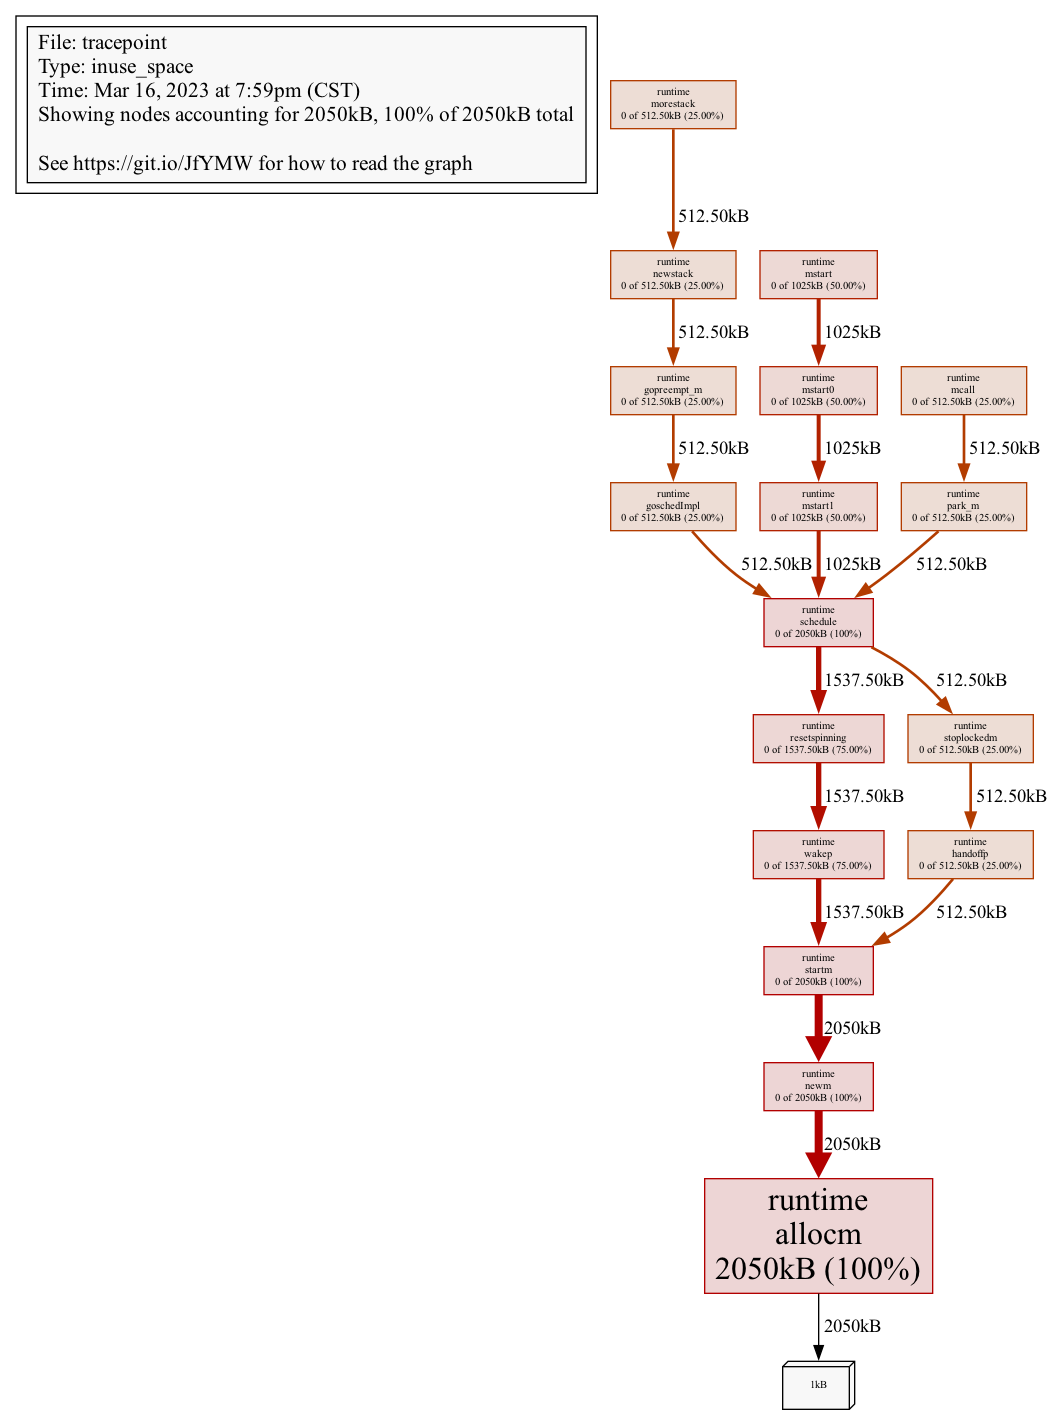 File: tracepoint
Type: inuse_space
Time: Mar 16, 2023 at 7:59pm (CST)
Showing nodes accounting for 2050kB, 100% of 2050kB total
See https://git.io/JfYMW for how to read the graph
runtime
morestack
0 of 512.50kB (25.00%)
512.50kB
runtime
newstack
0 of 512.50kB (25.00%)
runtime
mstart
0 of 1025kB (50.00%)
512.50kB
1025kB
runtime
gopreempt_m
0 of 512.50kB (25.00%)
runtime
mstart0
0 of 1025kB (50.00%)
runtime
mcall
0 of 512.50kB (25.00%)
512.50kB
1025kB
512.50kB
runtime
goschedImpl
0 of 512.50kB (25.00%)
runtime
mstart1
0 of 1025kB (50.00%)
runtime
park_m
0 of 512.50kB (25.00%)
512.50kB
1025kB
512.50kB
runtime
schedule
0 of 2050kB (100%)
1537.50kB
512.50kB
runtime
resetspinning
0 of 1537.50kB (75.00%)
runtime
stoplockedm
0 of 512.50kB (25.00%)
1537.50kB
512.50kB
runtime
wakep
0 of 1537.50kB (75.00%)
runtime
handoffp
0 of 512.50kB (25.00%)
1537.50kB
512.50kB
runtime
startm
0 of 2050kB (100%)
2050kB
runtime
newm
0 of 2050kB (100%)
2050kB
runtime
allocm
2050kB (100%)
2050kB
1kB